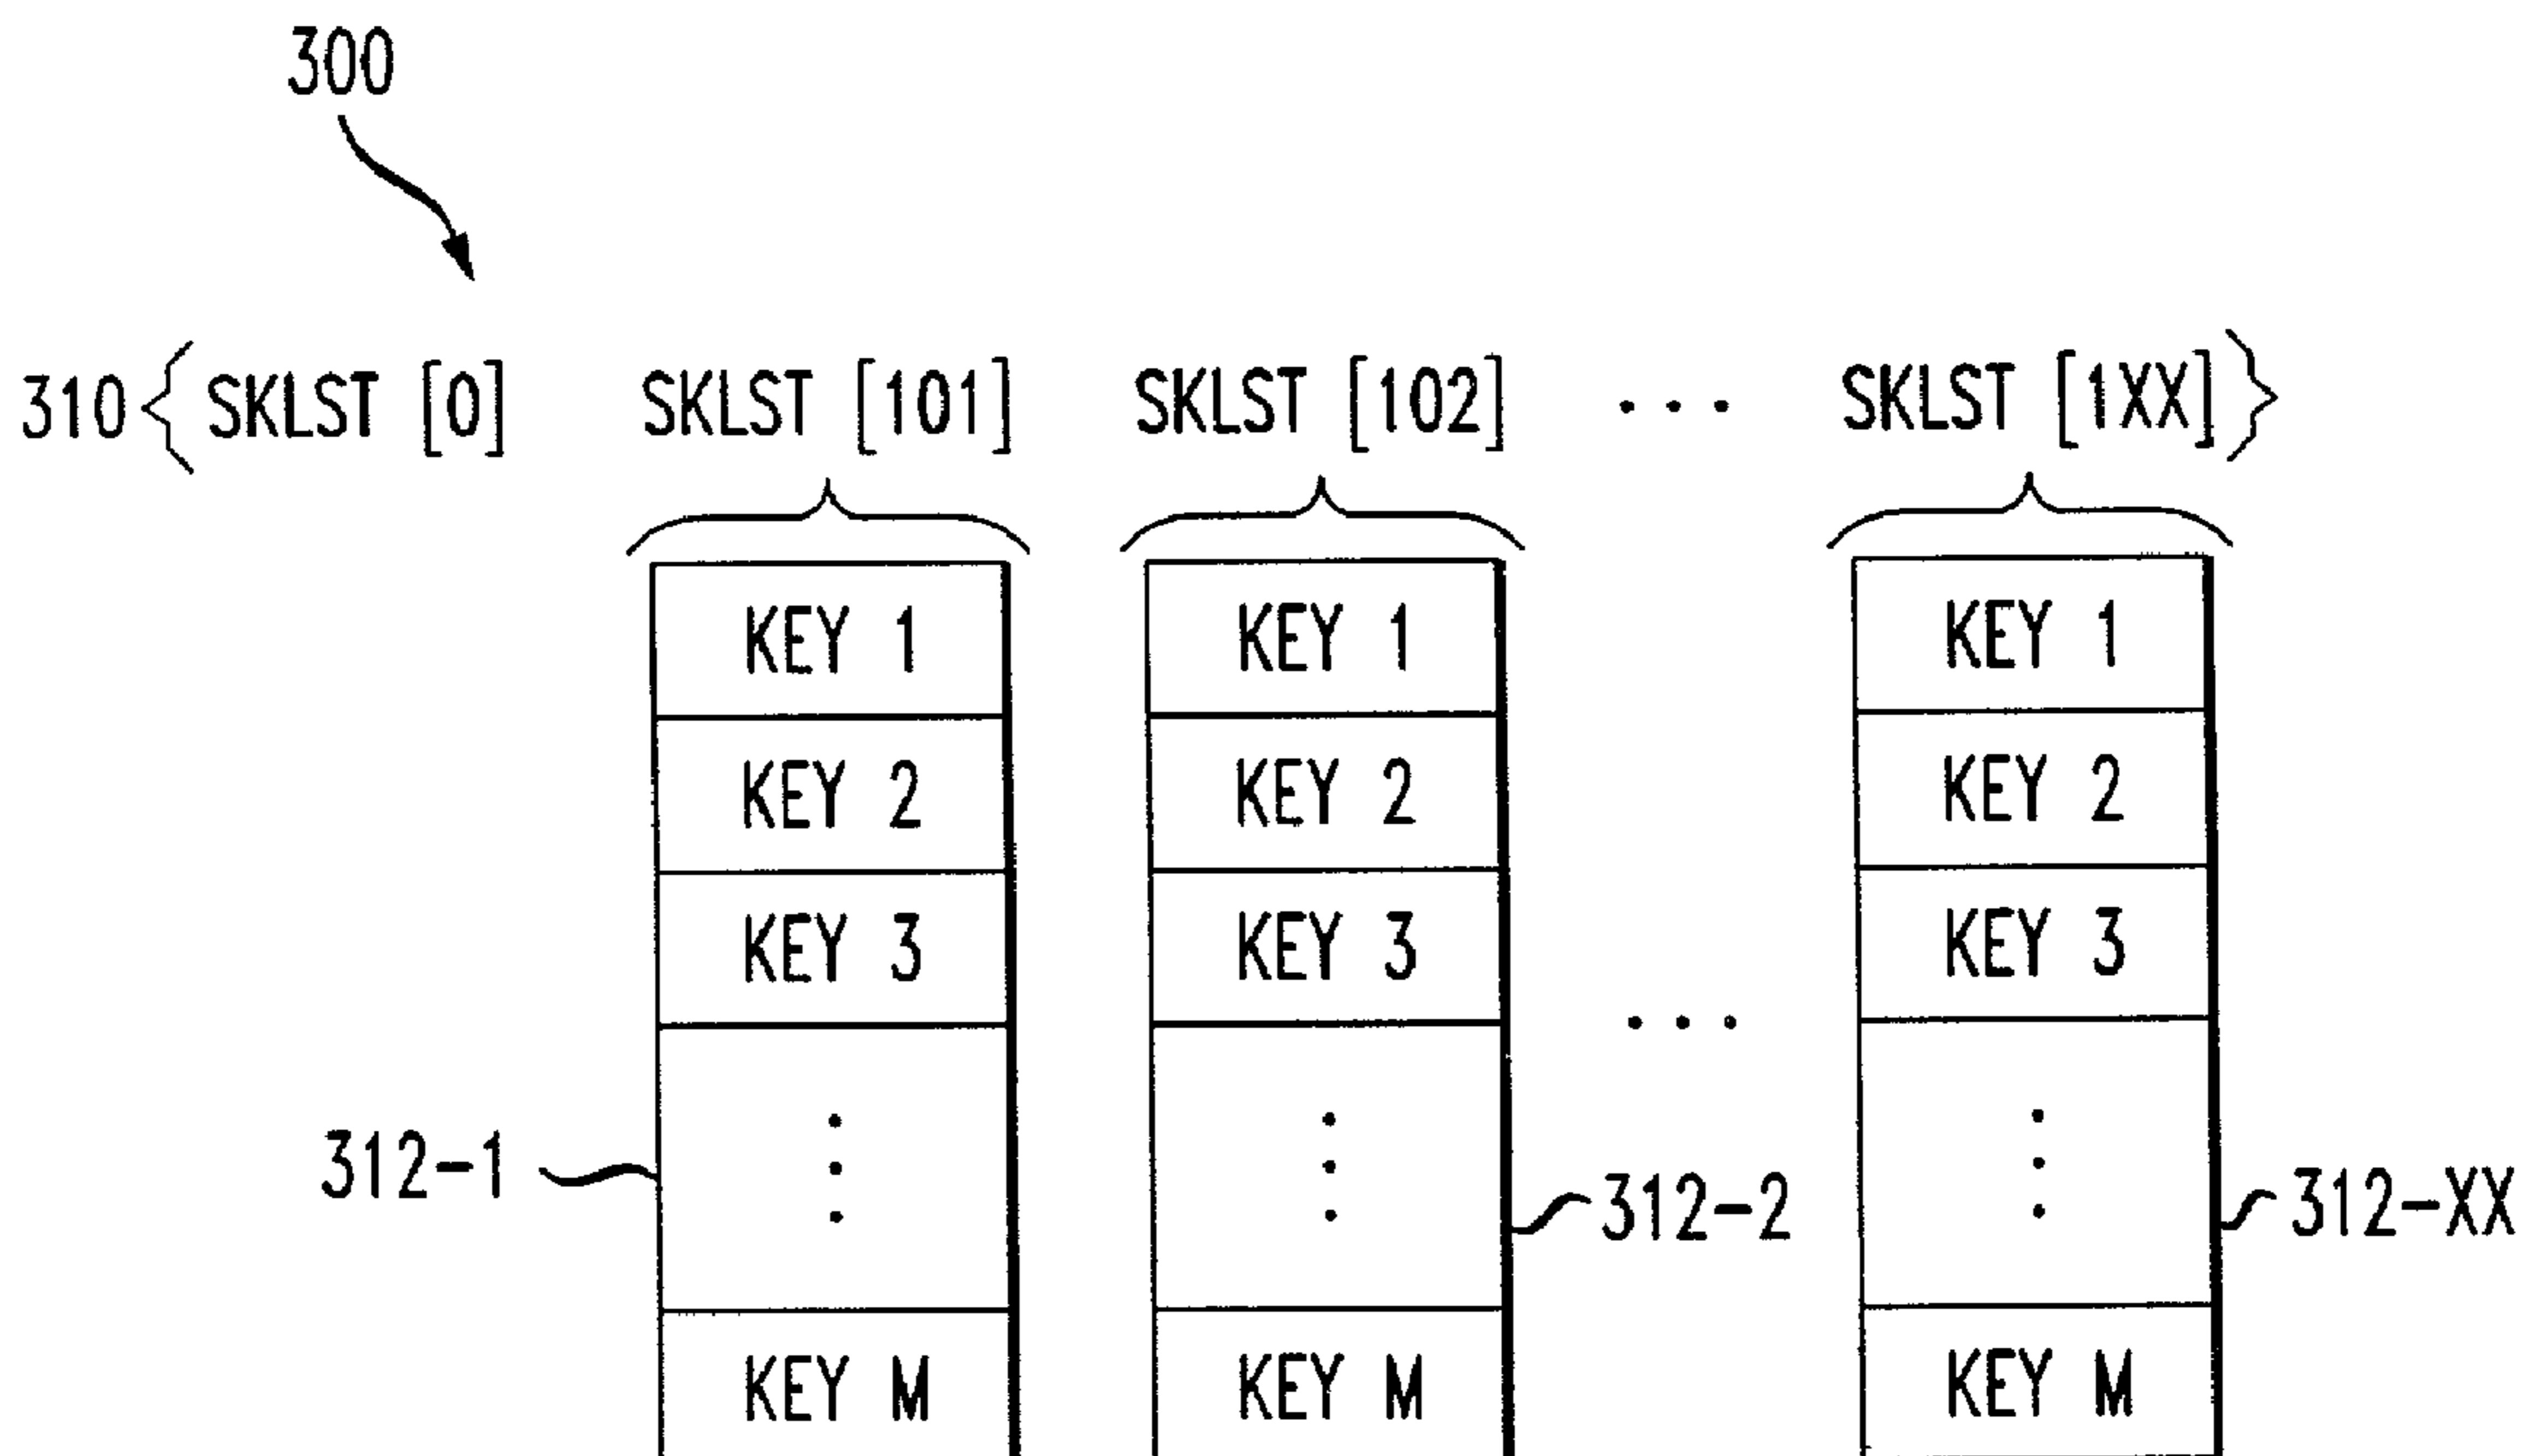 300
310 { SKLST [0] SKLST [101] SKLST [102] . . . SKLST [1XX] }
KEY 1 KEY 1 KEY 1
KEY 2 KEY 2 KEY 2
KEY 3 KEY 3 KEY 3
. . .
312-1 312-2 312-XX
KEY M KEY M KEY M